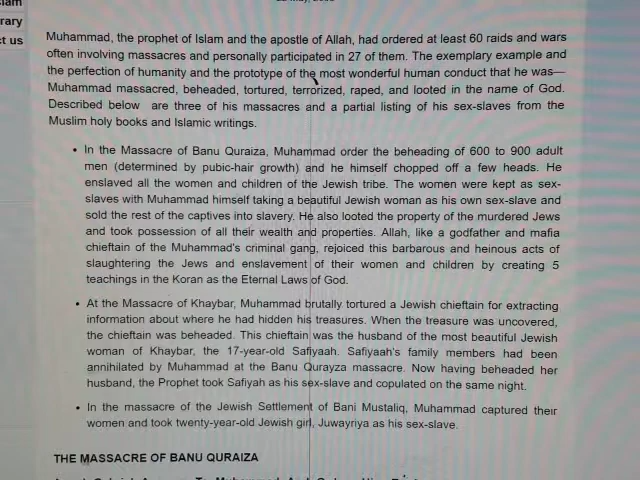 rary
t us
Muhammad, the prophet of Islam and the apostle of Allah, had ordered at least 60 raids and wars
often involving massacres and personally participated in 27 of them. The exemplary example and
the perfection of humanity and the prototype of the most wonderful human conduct that he was—
Muhammad massacred, beheaded, tortured, terrorized, raped, and looted in the name of God.
Described below are three of his massacres and a partial listing of his sex-slaves from the
Muslim holy books and Islamic writings.
• In the Massacre of Banu Quraiza, Muhammad order the beheading of 600 to 900 adult
men (determined by pubic-hair growth) and he himself chopped off a few heads. He
enslaved all the women and children of the Jewish tribe. The women were kept as sex-
slaves with Muhammad himself taking a beautiful Jewish woman as his own sex-slave and
sold the rest of the captives into slavery. He also looted the property of the murdered Jews
and took possession of all their wealth and properties. Allah, like a godfather and mafia
chieftain of the Muhammad's criminal gang, rejoiced this barbarous and heinous acts of
slaughtering the Jews and enslavement of their women and children by creating 5
teachings in the Koran as the Eternal Laws of God.
• At the Massacre of Khaybar, Muhammad brutally tortured a Jewish chieftain for extracting
information about where he had hidden his treasures. When the treasure was uncovered,
the chieftain was beheaded. This chieftain was the husband of the most beautiful Jewish
woman of Khaybar, the 17-year-old Safiyaah. Safiyaah's family members had been
annihilated by Muhammad at the Banu Qurayza massacre. Now having beheaded her
husband, the Prophet took Safiyah as his sex-slave and copulated on the same night.
• In the massacre of the Jewish Settlement of Bani Mustaliq, Muhammad captured their
women and took twenty-year-old Jewish girl, Juwayriya as his sex-slave.
THE MASSACRE OF BANU QURAIZA